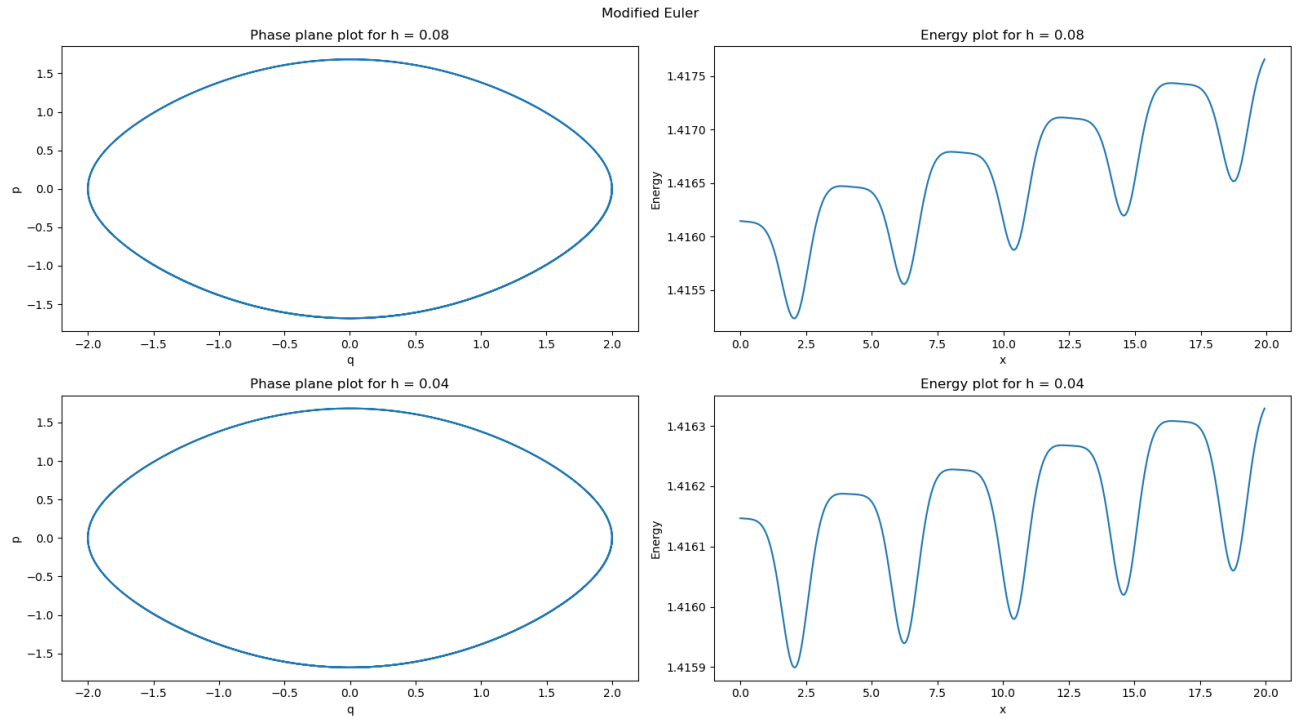 Modified Euler
Phase plane plot for h = 0.08
1.5
1.0
0.5
0.0
−0.5
−1.0
−1.5
p
−2.0 −1.5 −1.0 −0.5 0.0 0.5 1.0 1.5 2.0
q
Energy plot for h = 0.08
1.4175
1.4170
1.4165
1.4160
1.4155
Energy
0.0 2.5 5.0 7.5 10.0 12.5 15.0 17.5 20.0
x
Phase plane plot for h = 0.04
1.5
1.0
0.5
0.0
−0.5
−1.0
−1.5
p
−2.0 −1.5 −1.0 −0.5 0.0 0.5 1.0 1.5 2.0
q
Energy plot for h = 0.04
1.4163
1.4162
1.4161
1.4160
1.4159
Energy
0.0 2.5 5.0 7.5 10.0 12.5 15.0 17.5 20.0
x